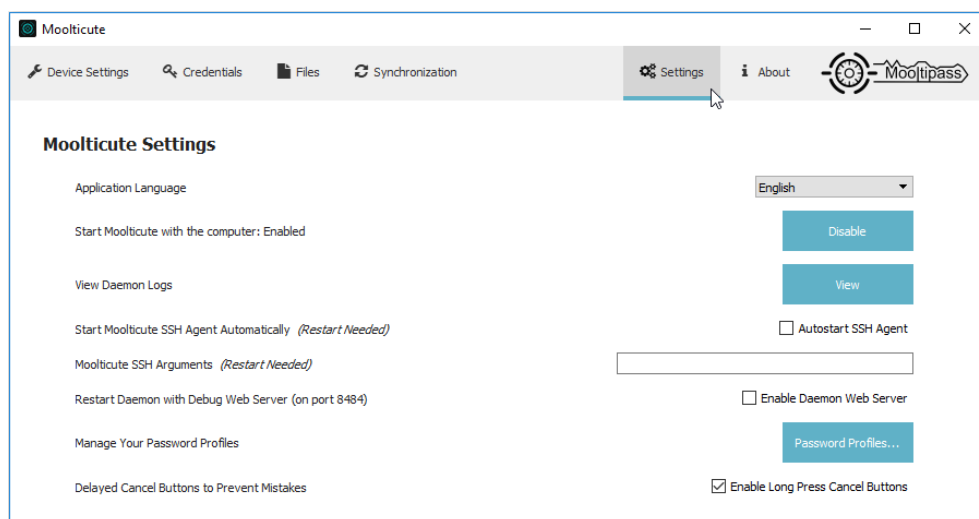 Moolticute
Device Settings Credentials Files Synchronization Settings About Mooltipass
Moolticute Settings
Application Language English
Start Moolticute with the computer: Enabled Disable
View Daemon Logs View
Start Moolticute SSH Agent Automatically (Restart Needed) Autostart SSH Agent
Moolticute SSH Arguments (Restart Needed)
Restart Daemon with Debug Web Server (on port 8484) Enable Daemon Web Server
Manage Your Password Profiles Password Profiles...
Delayed Cancel Buttons to Prevent Mistakes Enable Long Press Cancel Buttons